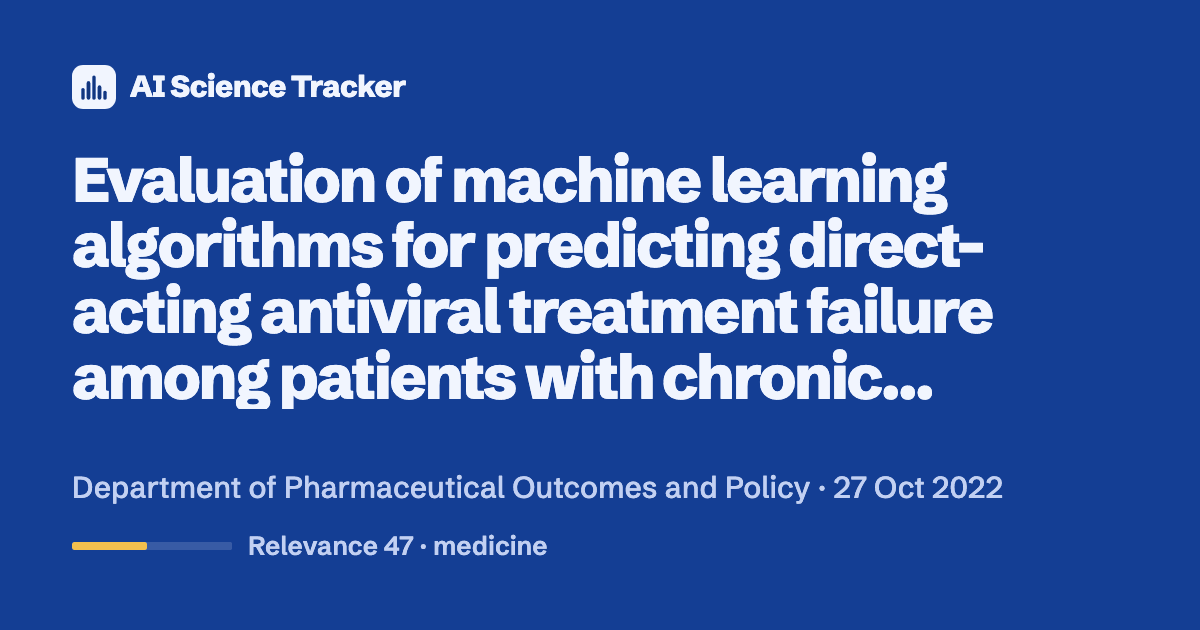 AI Science Tracker
Evaluation of machine learning
algorithms for predicting direct-
acting antiviral treatment failure
among patients with chronic...
Department of Pharmaceutical Outcomes and Policy · 27 Oct 2022
Relevance 47 · medicine